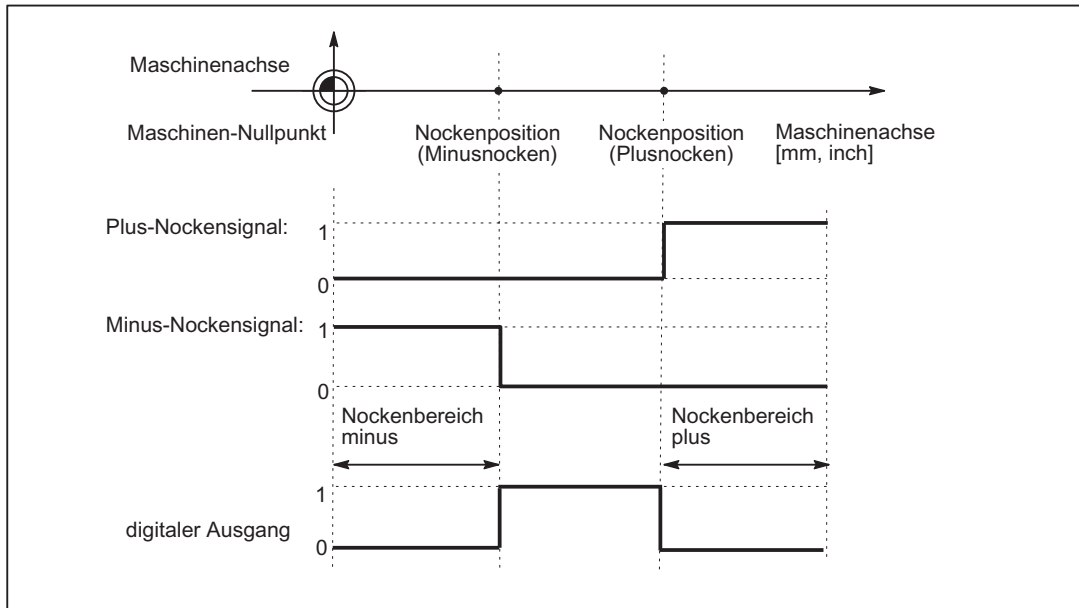 Maschinenachse
Maschinen-Nullpunkt
Nockenposition
(Minusnocken)
Nockenposition
(Plusnocken)
Maschinenachse
[mm, inch]
Plus-Nockensignal:
1
0
Minus-Nockensignal:
1
0
Nockenbereich
minus
Nockenbereich
plus
1
digitaler Ausgang
0